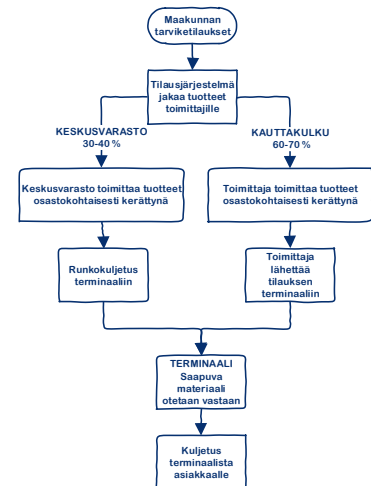 Maakunnan
tarviketilaukset
Tilausjärjestelmä
jakaa tuotteet
toimittajille
KESKUSVARASTO
30-40 %
KAUTTAKULKU
60-70 %
Keskusvarasto toimittaa tuotteet
osastokohtaisesti kerättynä
Toimittaja toimittaa tuotteet
osastokohtaisesti kerättynä
Runkokuljetus
terminaaliin
Toimittaja
lähettää
tilauksen
terminaaliin
TERMINAALI
Saapuva
materiaali
otetaan vastaan
Kuljetus
terminaalista
asiakkaalle